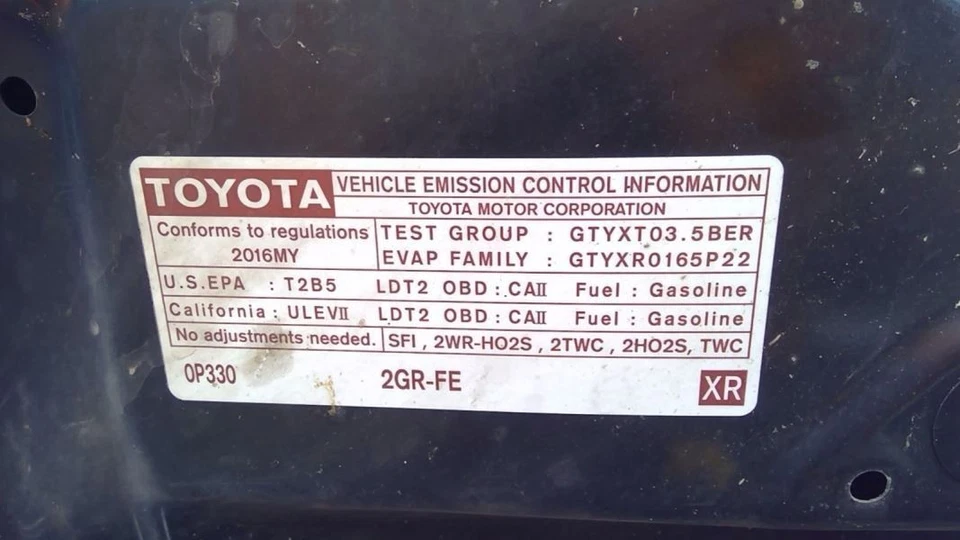 TOYOTA VEHICLE EMISSION CONTROL INFORMATION
TOYOTA MOTOR CORPORATION
Conforms to regulations TEST GROUP : GTYXT03.5BER
2016MY EVAP FAMILY : GTYXR0165P22
U.S.EPA : T2B5 LDT2 OBD : CAII Fuel : Gasoline
California : ULEVII LDT2 OBD : CAII Fuel : Gasoline
No adjustments needed. SFI , 2WR-HO2S , 2TWC , 2HO2S, TWC
0P330 2GR-FE XR